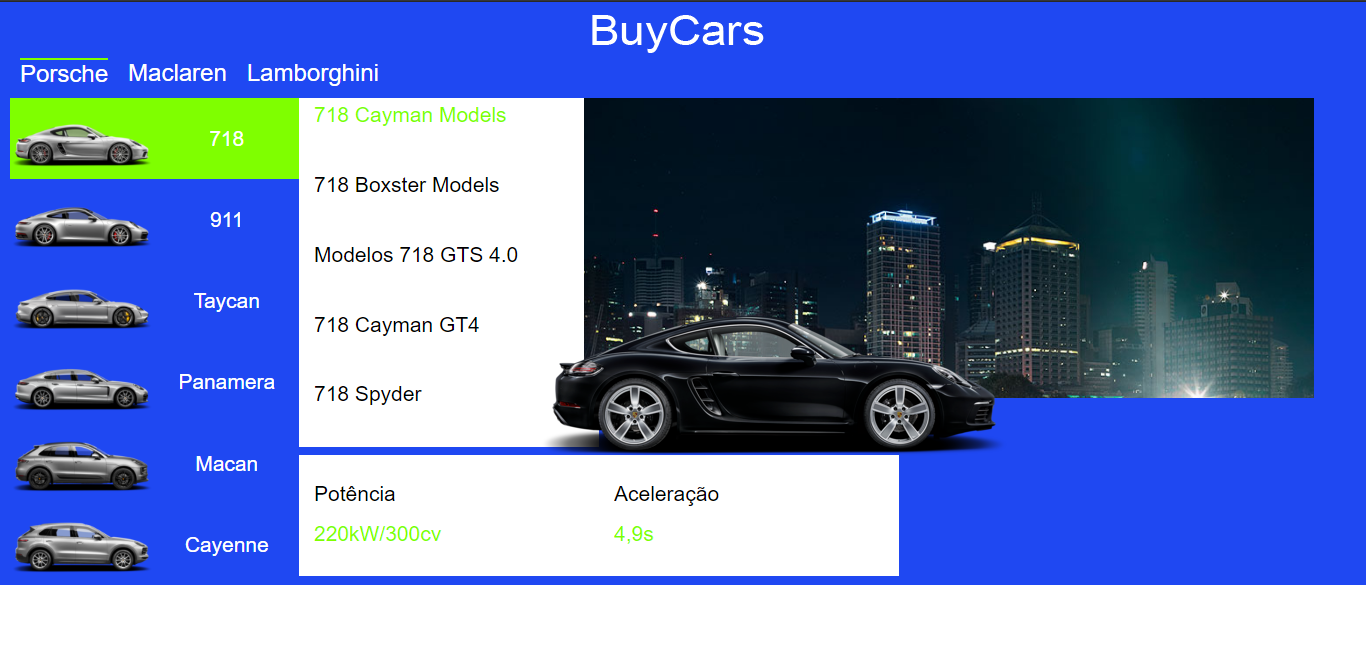 BuyCars
Porsche Maclaren Lamborghini
718
911
Taycan
Panamera
Macan
Cayenne
718 Cayman Models
718 Boxster Models
Modelos 718 GTS 4.0
718 Cayman GT4
718 Spyder
Potência
220kW/300cv
Aceleração
4,9s